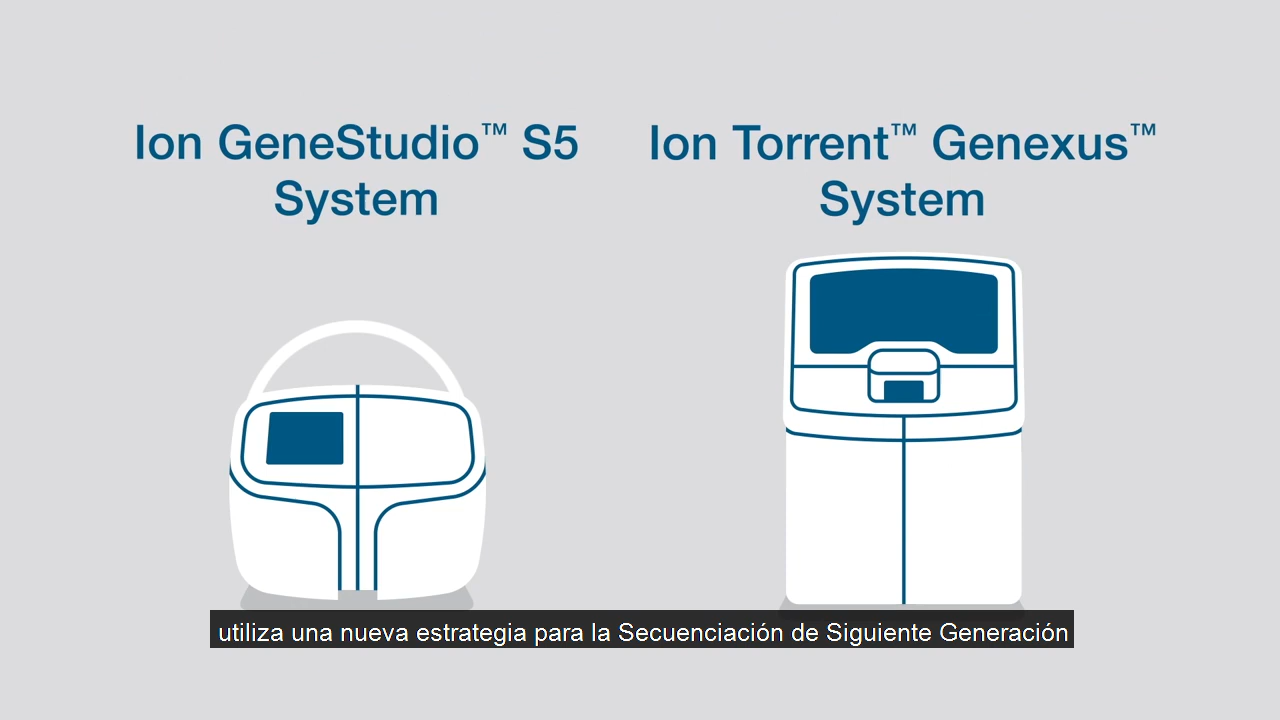 Ion GeneStudio™ S5
System
Ion Torrent™ Genexus™
System
utiliza una nueva estrategia para la Secuenciación de Siguiente Generación